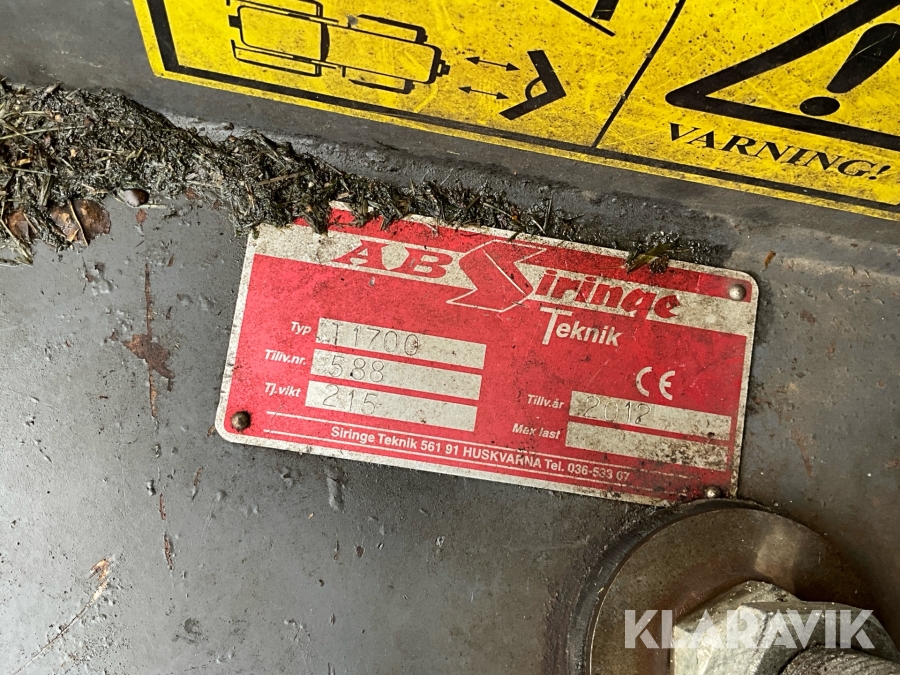 VARNING!
AB Siringe
Teknik
Typ T1700
Tillv.nr. 588
Tj.vikt 215
Tillv.år 2012
Max last
Siringe Teknik 561 91 HUSKVARNA Tel. 036-533 07
CE
KLARAVIK